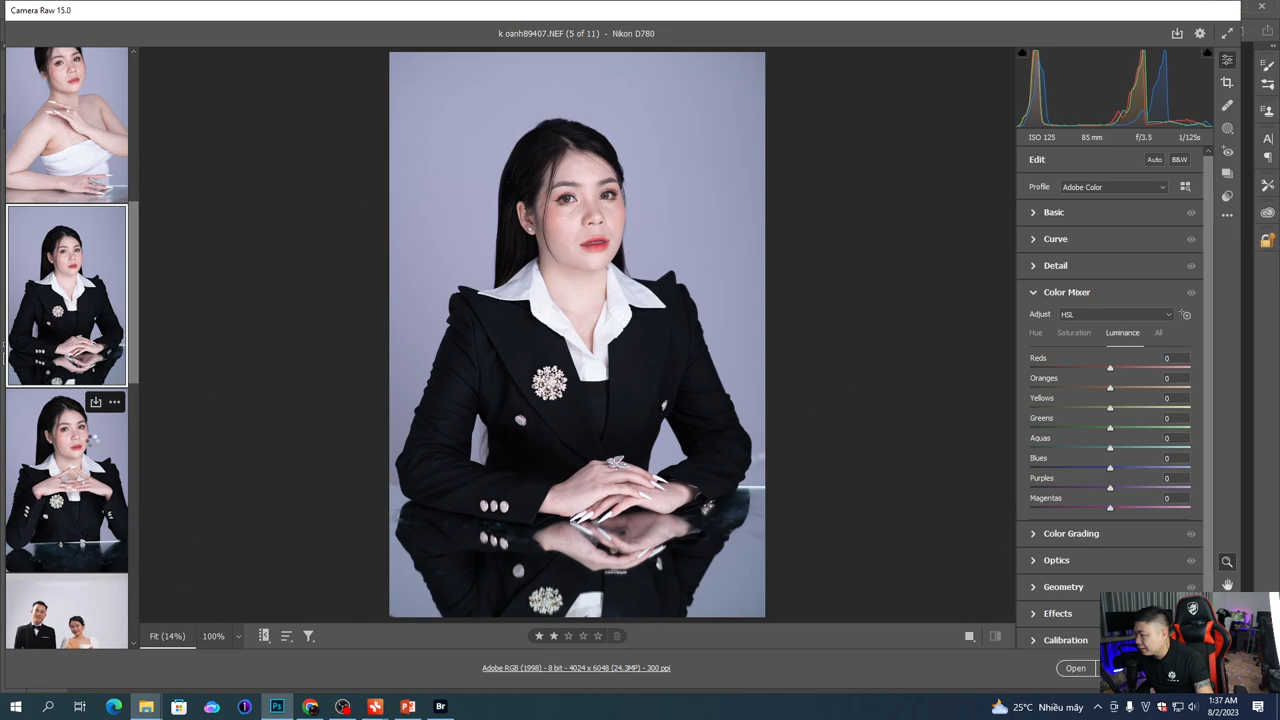 Camera Raw 15.0
k oanh89407.NEF (5 of 11) - Nikon D780
ISO 125 85 mm f/3.5 1/125s
Edit Auto B&W
Profile Adobe Color
Basic
Curve
Detail
Color Mixer
Adjust HSL
Hue Saturation Luminance All
Reds 0
Oranges 0
Yellows 0
Greens 0
Aquas 0
Blues 0
Purples 0
Magentas 0
Color Grading
Optics
Geometry
Effects
Calibration
Fit (14%) 100%
Adobe RGB (1998) - 8 bit - 4024 x 6048 (24.3MP) - 300 ppi
Open
Ps
Br
25°C Nhiều mây
1:37 AM
8/2/2023